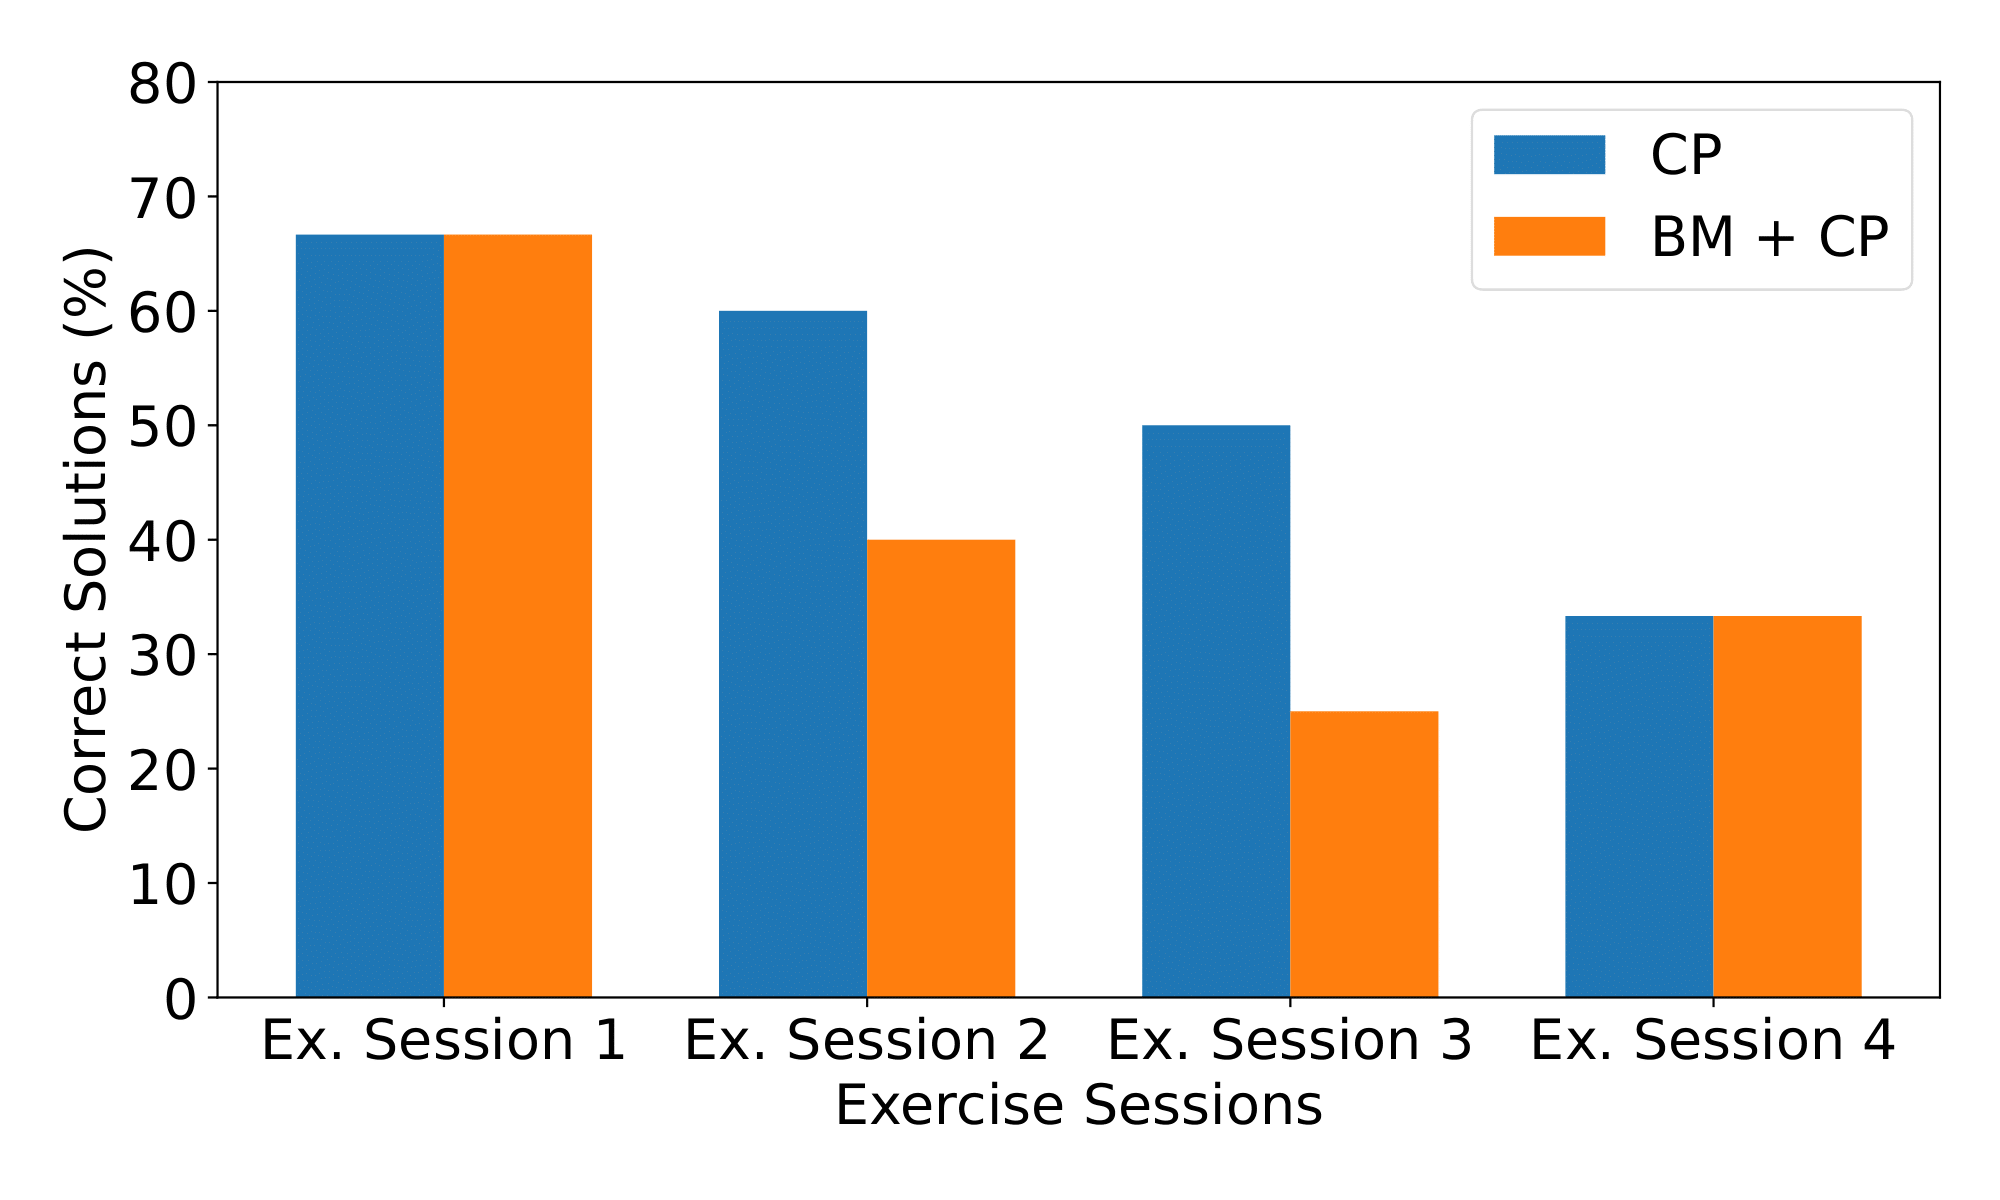 80
70
60
50
40
30
20
10
0
Correct Solutions (%)
CP
BM + CP
Ex. Session 1
Ex. Session 2
Ex. Session 3
Ex. Session 4
Exercise Sessions